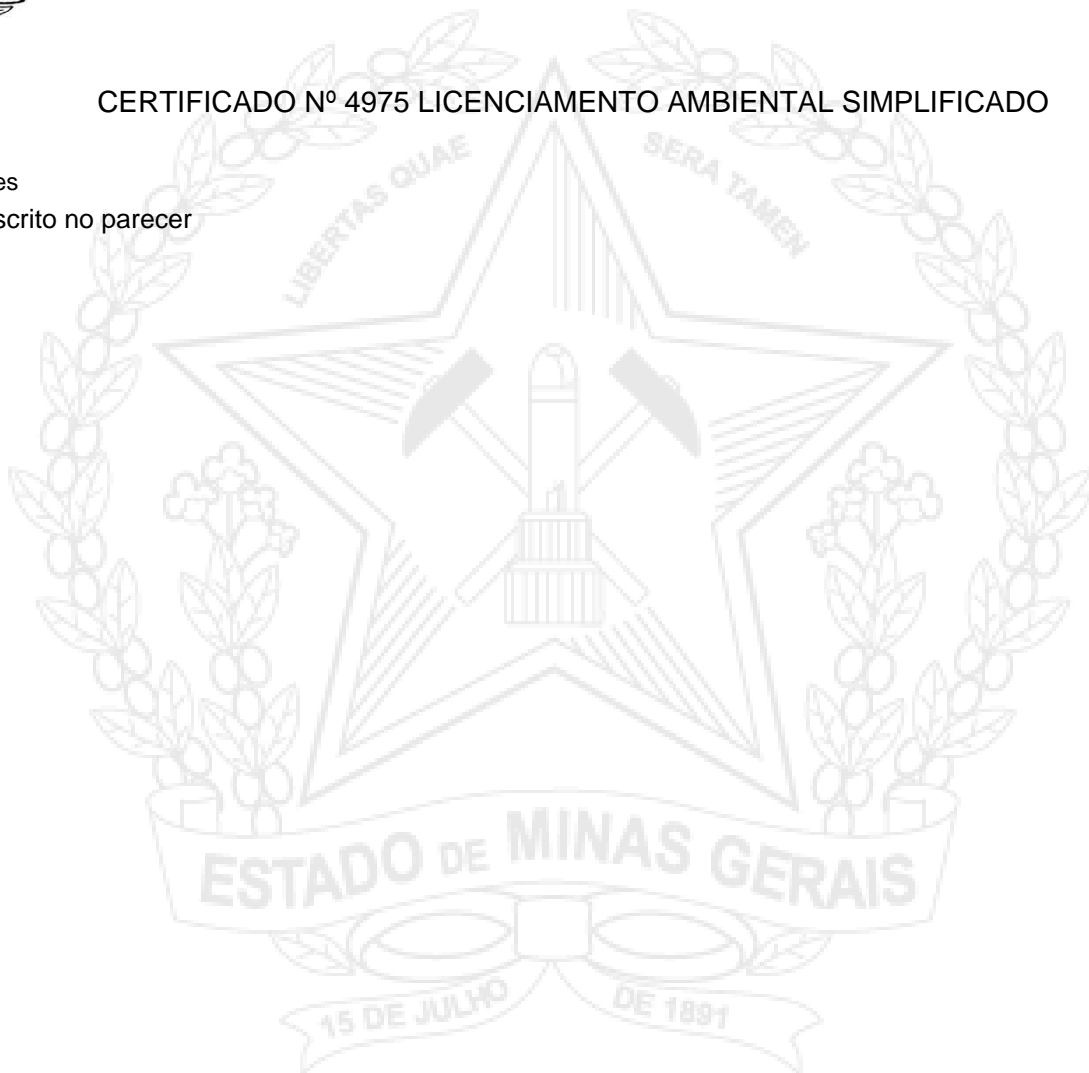 CERTIFICADO Nº 4975 LICENCIAMENTO AMBIENTAL SIMPLIFICADO
es
scrito no parecer
LIBERTAS QUAE SERA TAMEN
ESTADO DE MINAS GERAIS
15 DE JULHO DE 1891